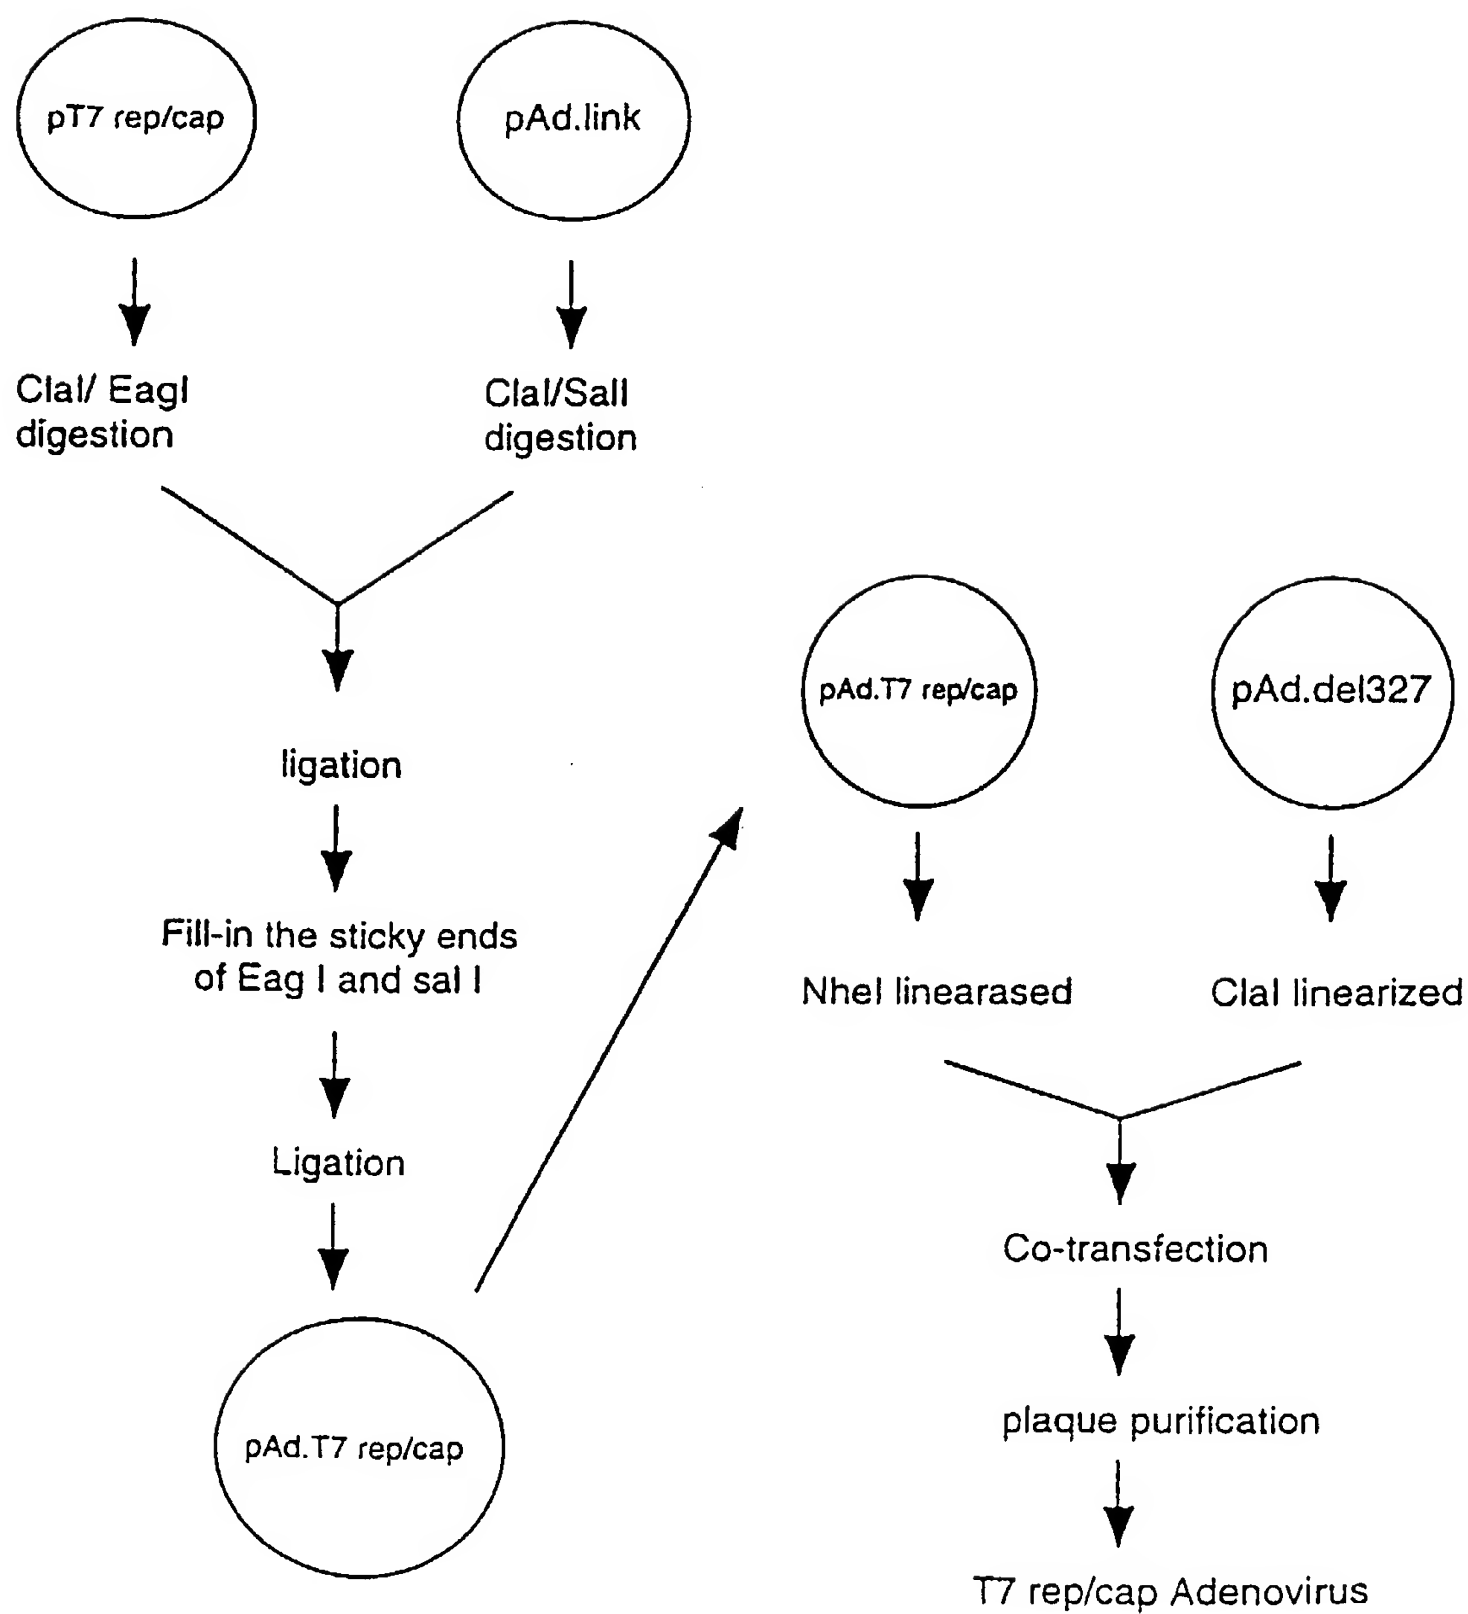 pT7 rep/cap
pAd.link
ClaI/ EagI
digestion
ClaI/SalI
digestion
ligation
Fill-in the sticky ends
of Eag I and sal I
Ligation
pAd.T7 rep/cap
pAd.T7 rep/cap
pAd.del327
NheI linearased
ClaI linearized
Co-transfection
plaque purification
T7 rep/cap Adenovirus